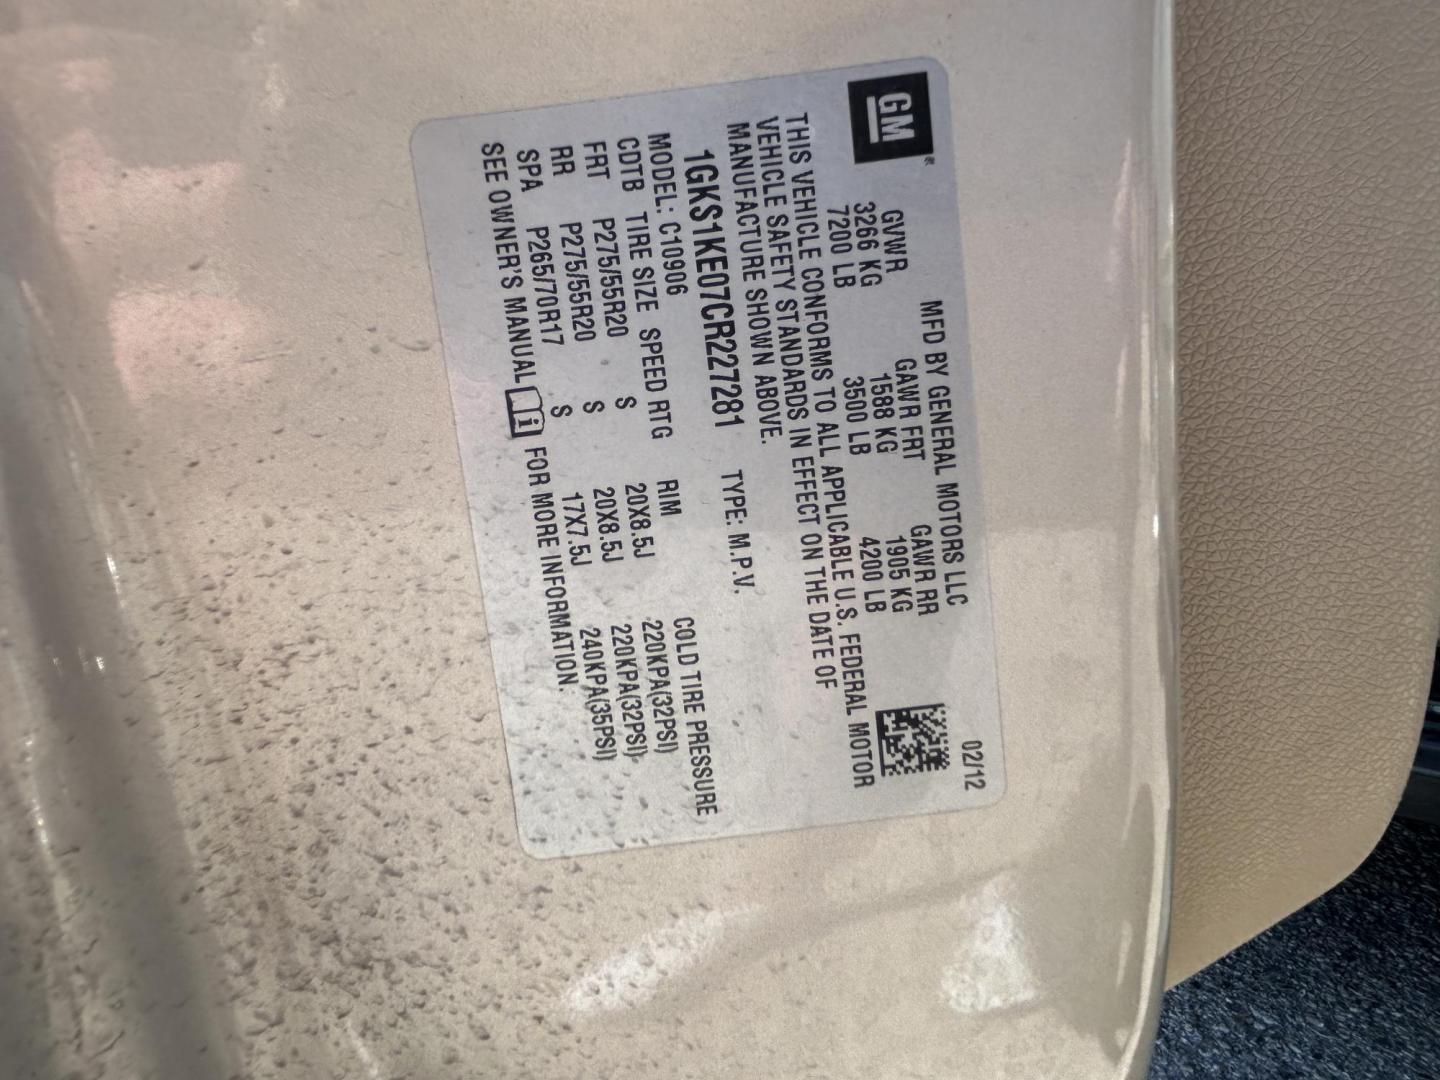 GM®
MFD BY GENERAL MOTORS LLC 02/12
GVWR GAWR FRT GAWR RR
3266 KG 1588 KG 1905 KG
7200 LB 3500 LB 4200 LB
THIS VEHICLE CONFORMS TO ALL APPLICABLE U.S. FEDERAL MOTOR
VEHICLE SAFETY STANDARDS IN EFFECT ON THE DATE OF
MANUFACTURE SHOWN ABOVE.
1GKS1KE07CR227281 TYPE: M.P.V.
MODEL: C10906
CDTB TIRE SIZE SPEED RTG RIM COLD TIRE PRESSURE
FRT P275/55R20 S 20X8.5J 220KPA(32PSI)
RR P275/55R20 S 20X8.5J 220KPA(32PSI)
SPA P265/70R17 S 17X7.5J 240KPA(35PSI)
SEE OWNER'S MANUAL i FOR MORE INFORMATION.